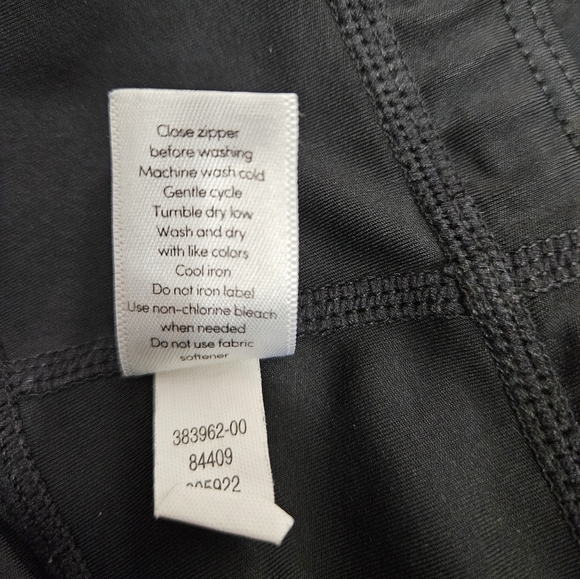 Close zipper
before washing
Machine wash cold
Gentle cycle
Tumble dry low
Wash and dry
with like colors
Cool iron
Do not iron label
Use non-chlorine bleach
when needed
Do not use fabric
softener
383962-00
84409